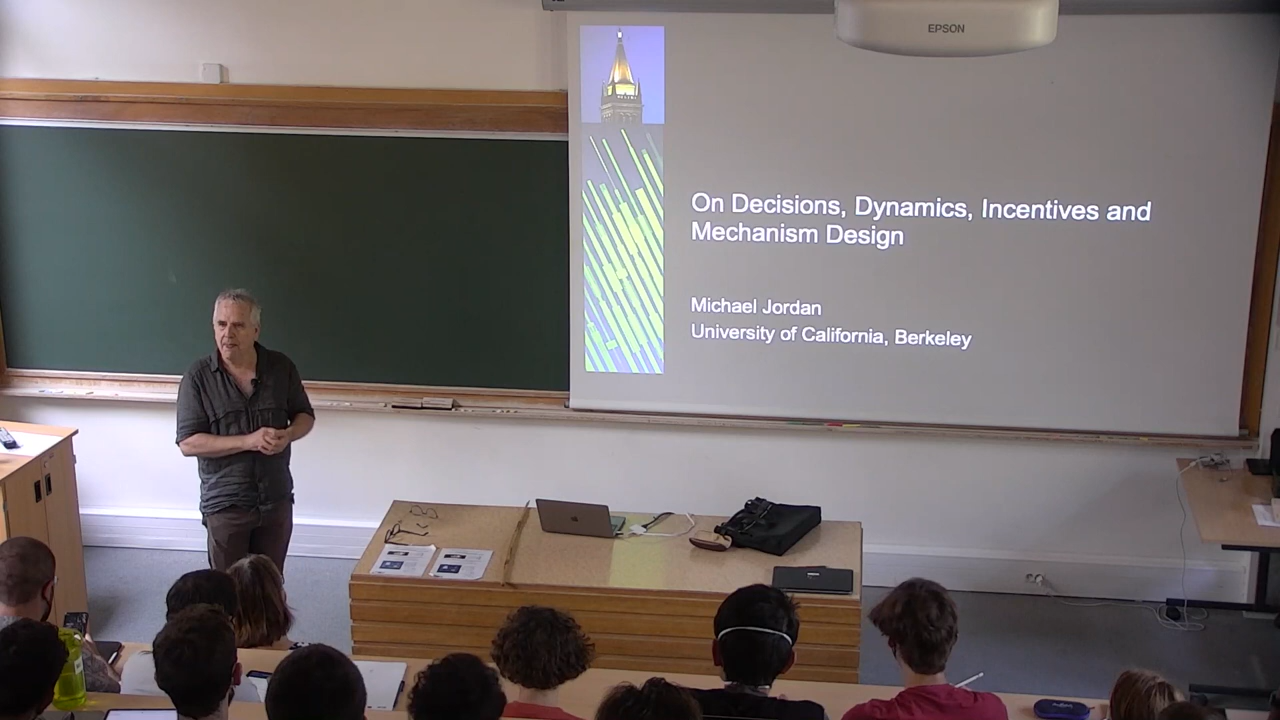 EPSON
On Decisions, Dynamics, Incentives and
Mechanism Design
Michael Jordan
University of California, Berkeley